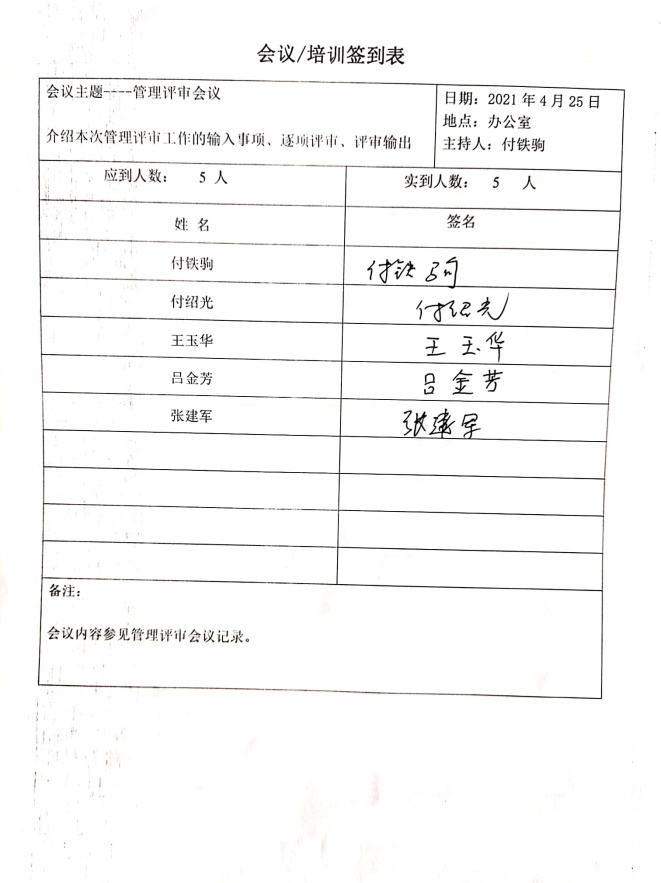 会议/培训签到表
会议主题----管理评审会议
介绍本次管理评审工作的输入事项、逐项评审、评审输出
日期：2021 年 4 月 25 日
地点：办公室
主持人：付铁驹
应到人数： 5 人 实到人数： 5 人
姓 名 签名
付铁驹 付铁驹
付绍光 付绍光
王玉华 王玉华
吕金芳 吕金芳
张建军 张建军
备注：
会议内容参见管理评审会议记录。